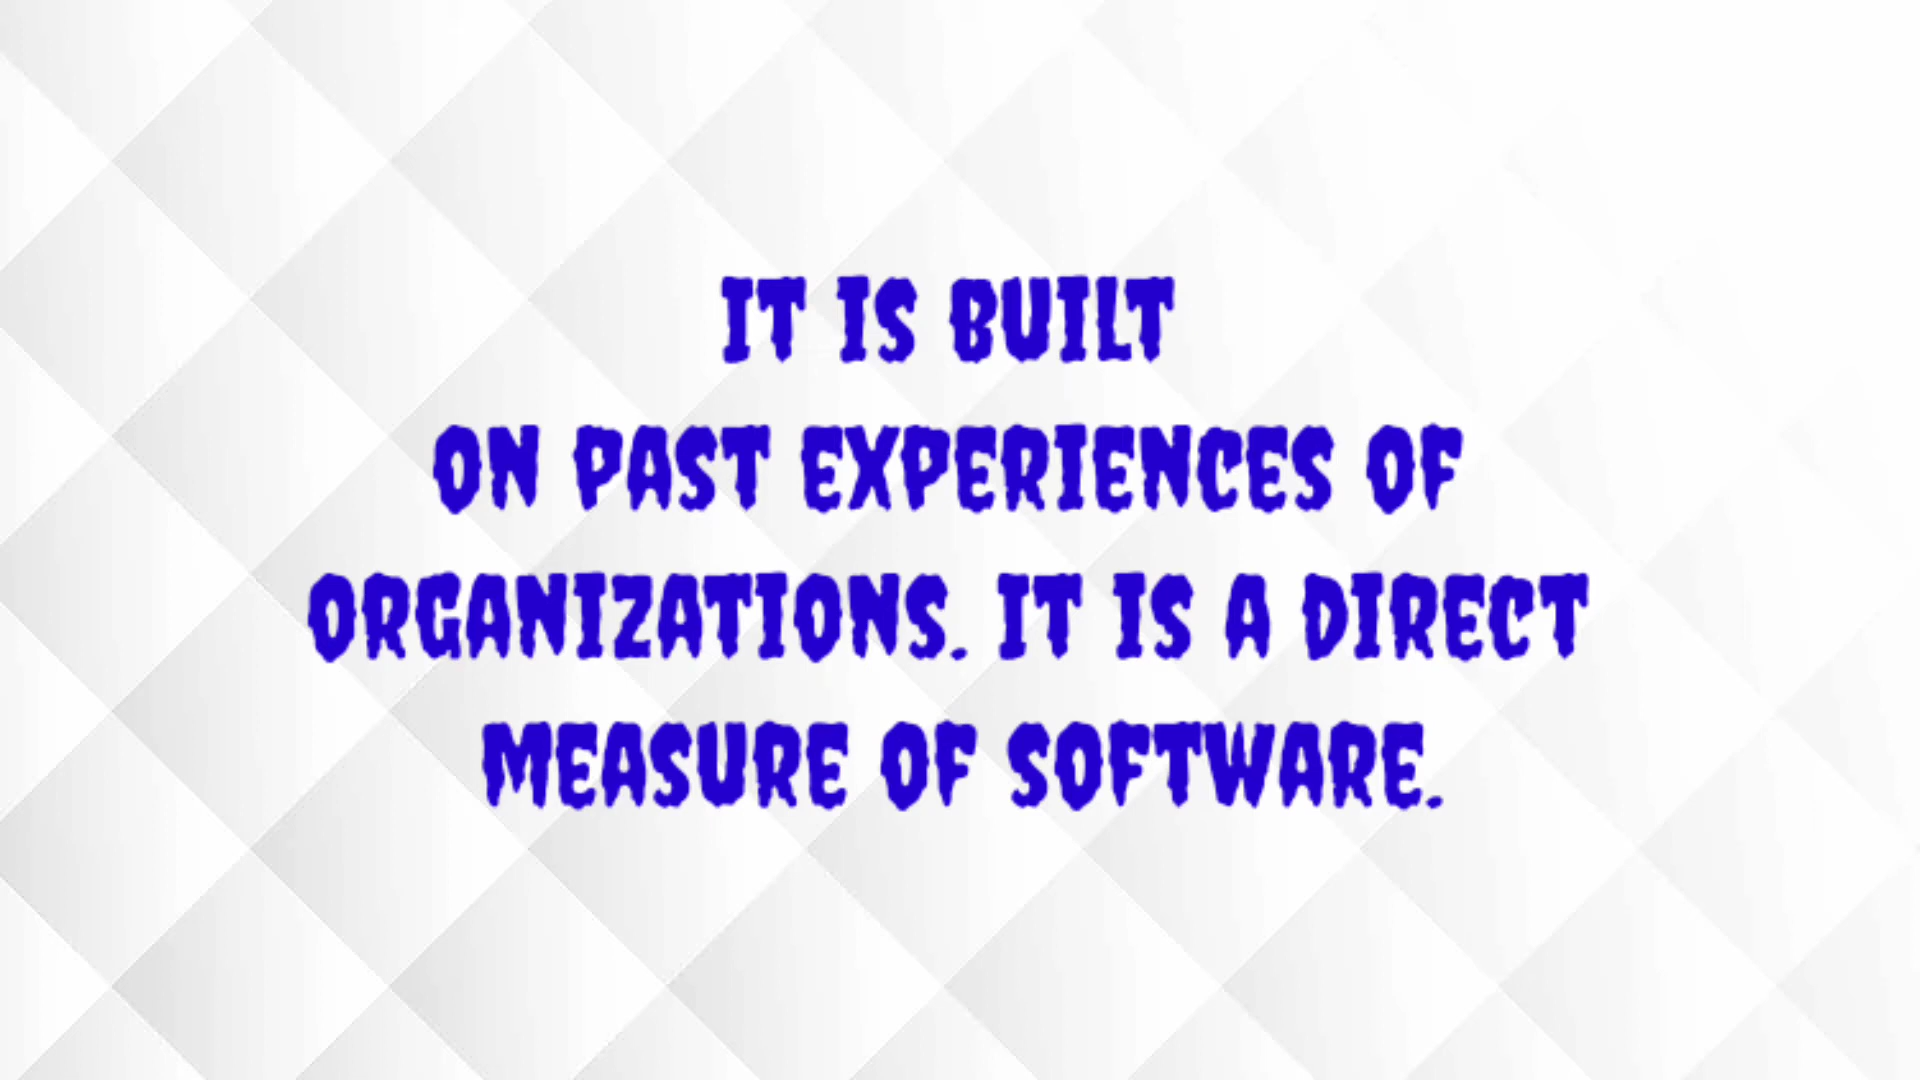 IT IS BUILT
ON PAST EXPERIENCES OF
ORGANIZATIONS. IT IS A DIRECT
MEASURE OF SOFTWARE.